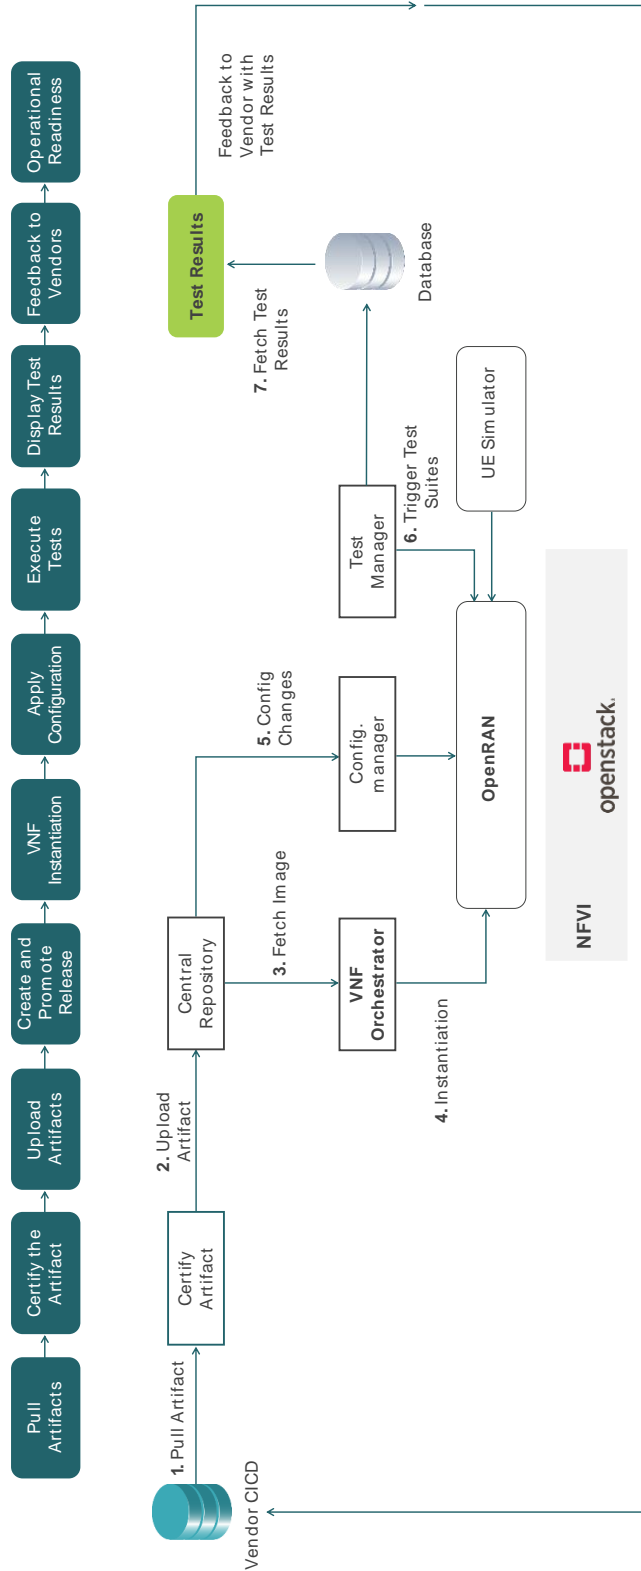 Pull
Artifacts
Certify the
Artifact
Upload
Artifacts
Create and
Promote
Release
VNF
Instantiation
Apply
Configuration
Execute
Tests
Display Test
Results
Feedback to
Vendors
Operational
Readiness
Vendor CICD
1. Pull Artifact
Certify
Artifact
2. Upload
Artifact
Central
Repository
3. Fetch Image
VNF
Orchestrator
4. Instantiation
5. Config
Changes
Config.
manager
OpenRAN
Test
Manager
6. Trigger Test
Suites
UE Simulator
Database
7. Fetch Test
Results
Test Results
Feedback to
Vendor with
Test Results
NFVI
openstack.